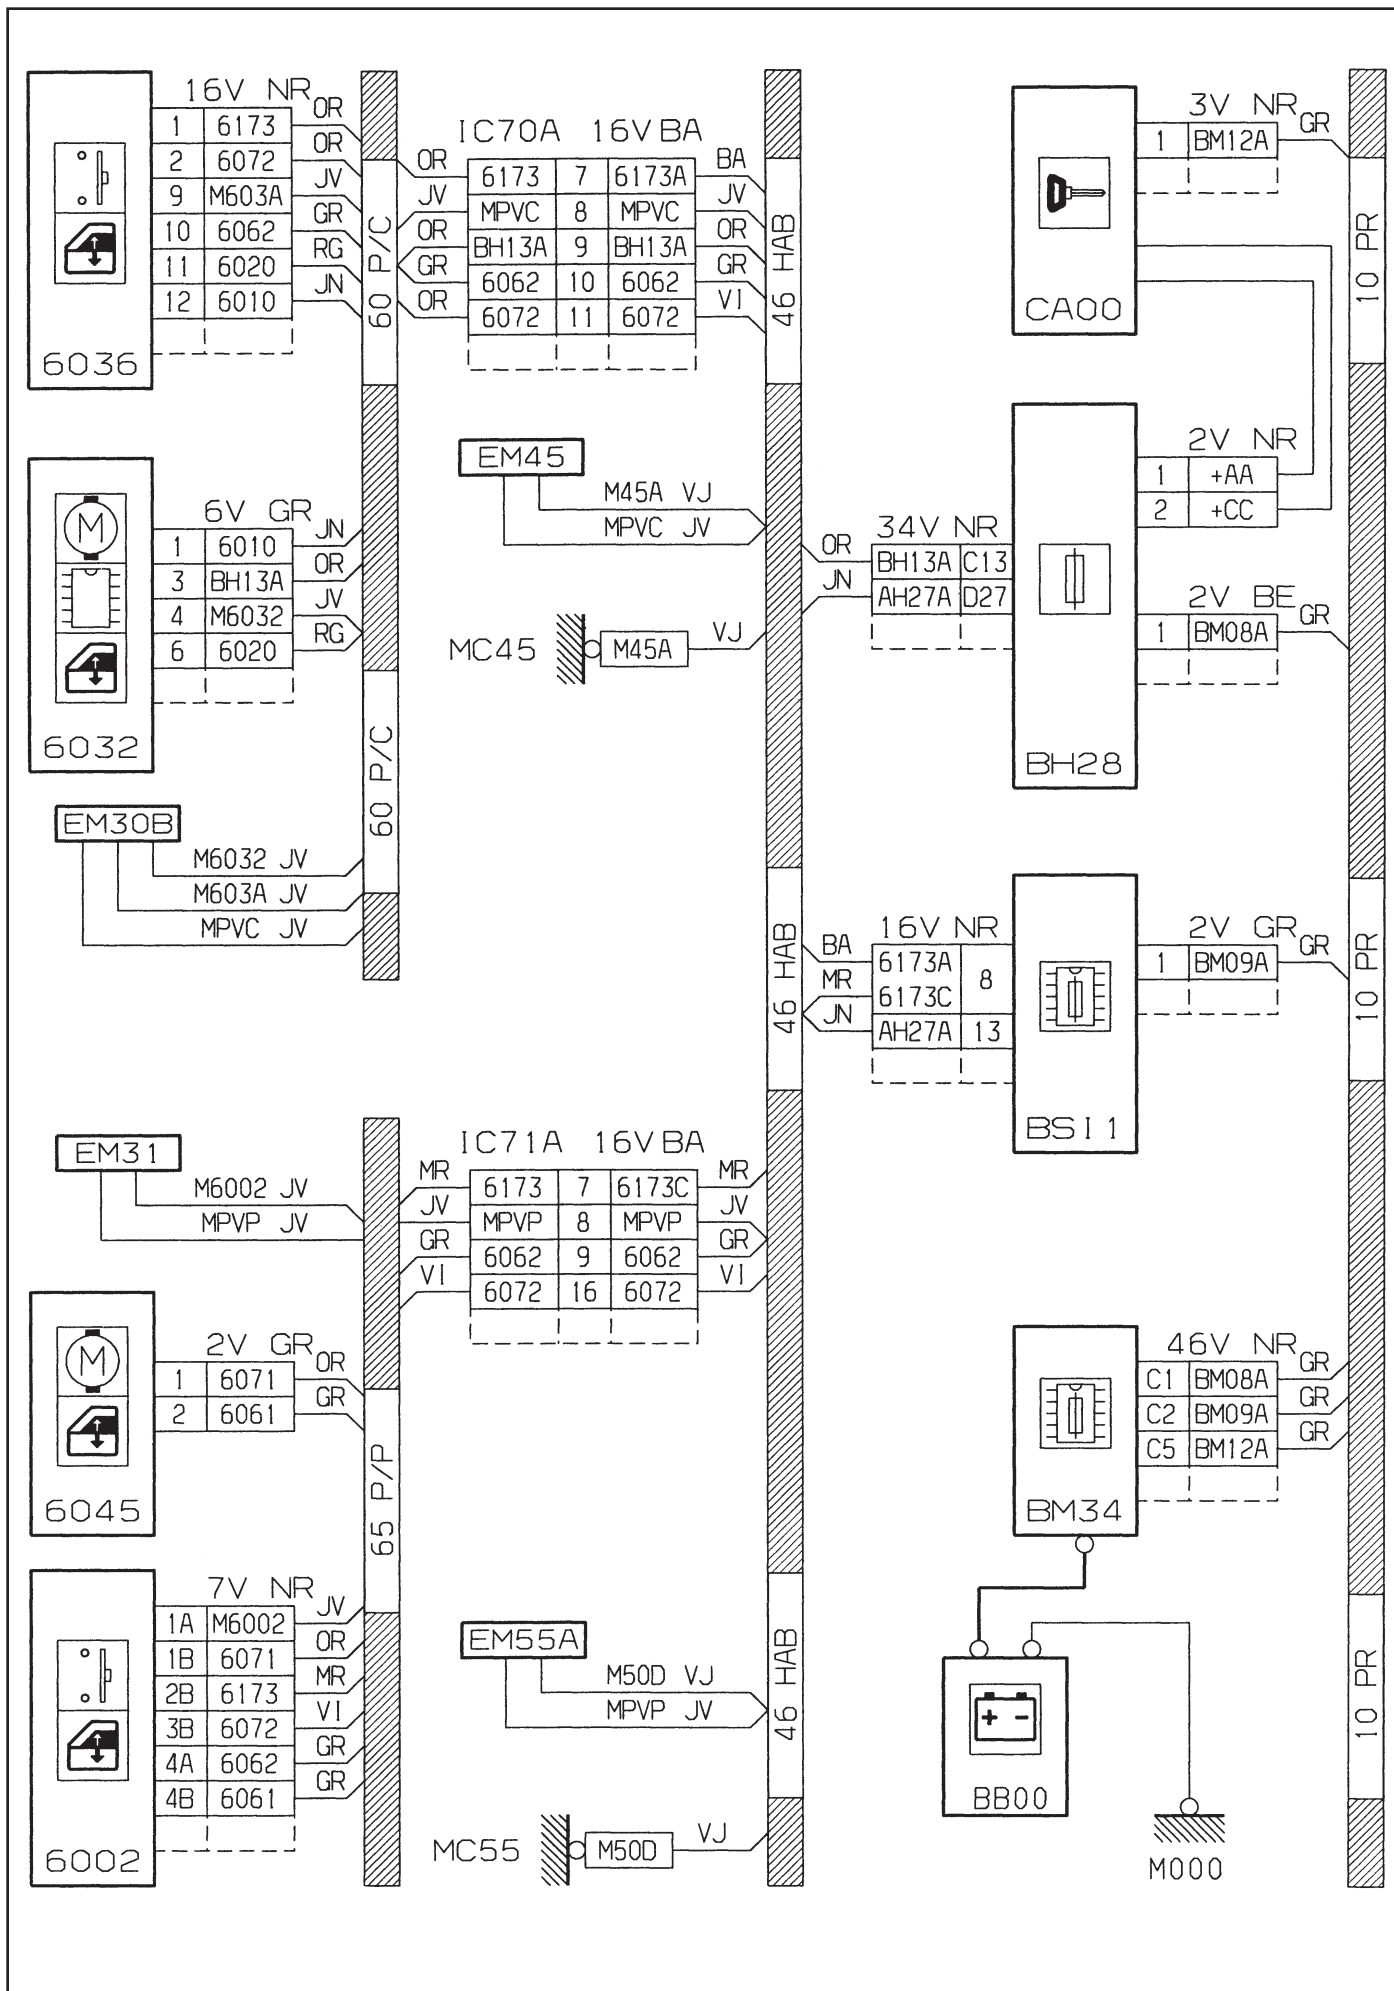 16V NR
1 6173 OR
2 6072 OR
9 M603A JV
10 6062 GR
11 6020 RG
12 6010 JN
6036
60 P/C
IC70A 16VBA
OR 6173 7 6173A BA
JV MPVC 8 MPVC JV
OR BH13A 9 BH13A OR
GR 6062 10 6062 GR
OR 6072 11 6072 VI
46 HAB
3V NR
1 BM12A GR
CA00
10 PR
6V GR
1 6010 JN
3 BH13A OR
4 M6032 JV
6 6020 RG
M
6032
60 P/C
EM30B
M6032 JV
M603A JV
MPVC JV
EM45
M45A VJ
MPVC JV
MC45 M45A VJ
2V NR
1 +AA
2 +CC
34V NR
OR BH13A C13
JN AH27A D27
2V BE
1 BM08A GR
BH28
46 HAB
16V NR
BA 6173A 8
MR 6173C
JN AH27A 13
2V GR
1 BM09A GR
BSI1
10 PR
EM31
M6002 JV
MPVP JV
IC71A 16VBA
MR 6173 7 6173C MR
JV MPVP 8 MPVP JV
GR 6062 9 6062 GR
VI 6072 16 6072 VI
2V GR
1 6071 OR
2 6061 GR
M
6045
65 P/P
46V NR
C1 BM08A GR
C2 BM09A GR
C5 BM12A GR
BM34
7V NR
1A M6002 JV
1B 6071 OR
2B 6173 MR
3B 6072 VI
4A 6062 GR
4B 6061 GR
6002
EM55A
M50D VJ
MPVP JV
MC55 M50D VJ
46 HAB
+ -
BB00
M000
10 PR